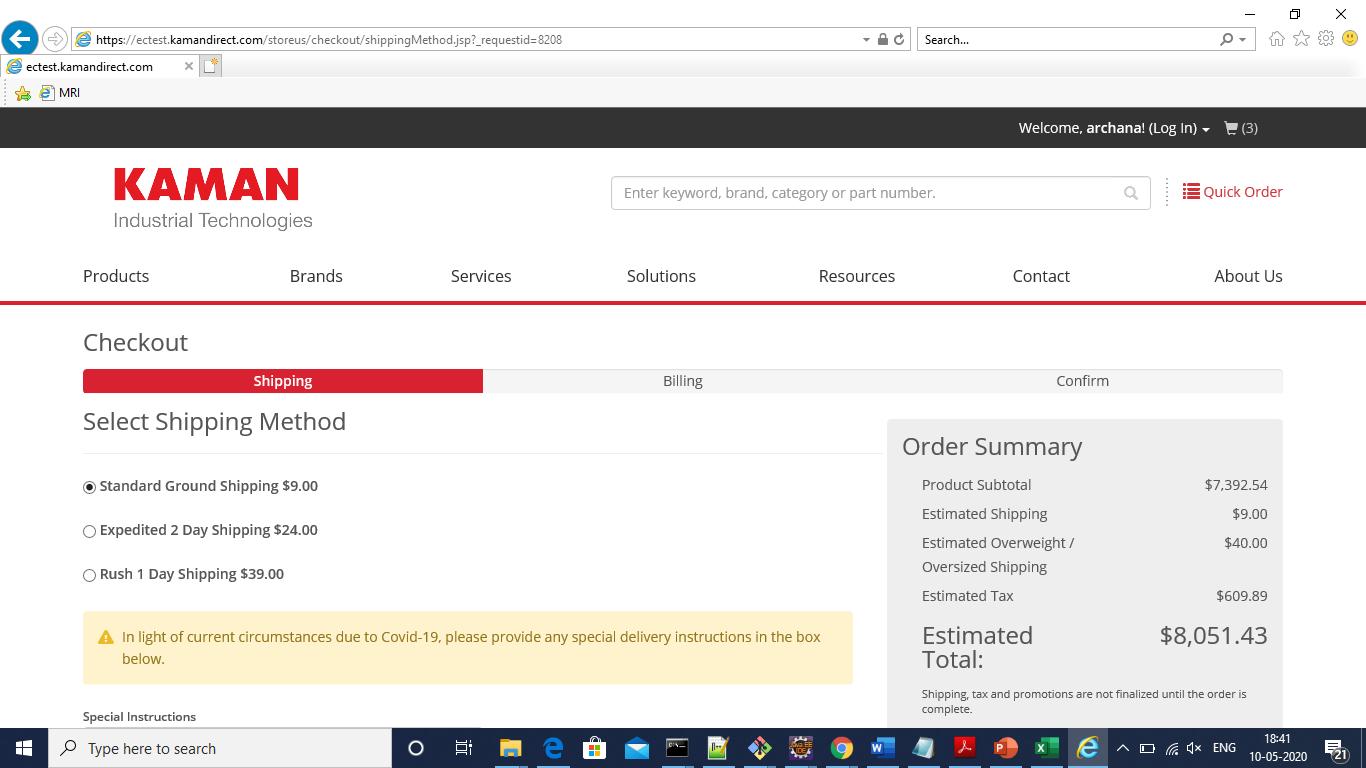 https://ectest.kamandirect.com/storeus/checkout/shippingMethod.jsp?_requestid=8208
Search...
ectest.kamandirect.com
MRI
Welcome, archana! (Log In)
(3)
KAMAN
Industrial Technologies
Enter keyword, brand, category or part number.
Quick Order
Products
Brands
Services
Solutions
Resources
Contact
About Us
Checkout
Shipping
Billing
Confirm
Select Shipping Method
Standard Ground Shipping $9.00
Expedited 2 Day Shipping $24.00
Rush 1 Day Shipping $39.00
In light of current circumstances due to Covid-19, please provide any special delivery instructions in the box
below.
Special Instructions
Order Summary
Product Subtotal $7,392.54
Estimated Shipping $9.00
Estimated Overweight / $40.00
Oversized Shipping
Estimated Tax $609.89
Estimated $8,051.43
Total:
Shipping, tax and promotions are not finalized until the order is
complete.
Type here to search
ENG
18:41
10-05-2020
21